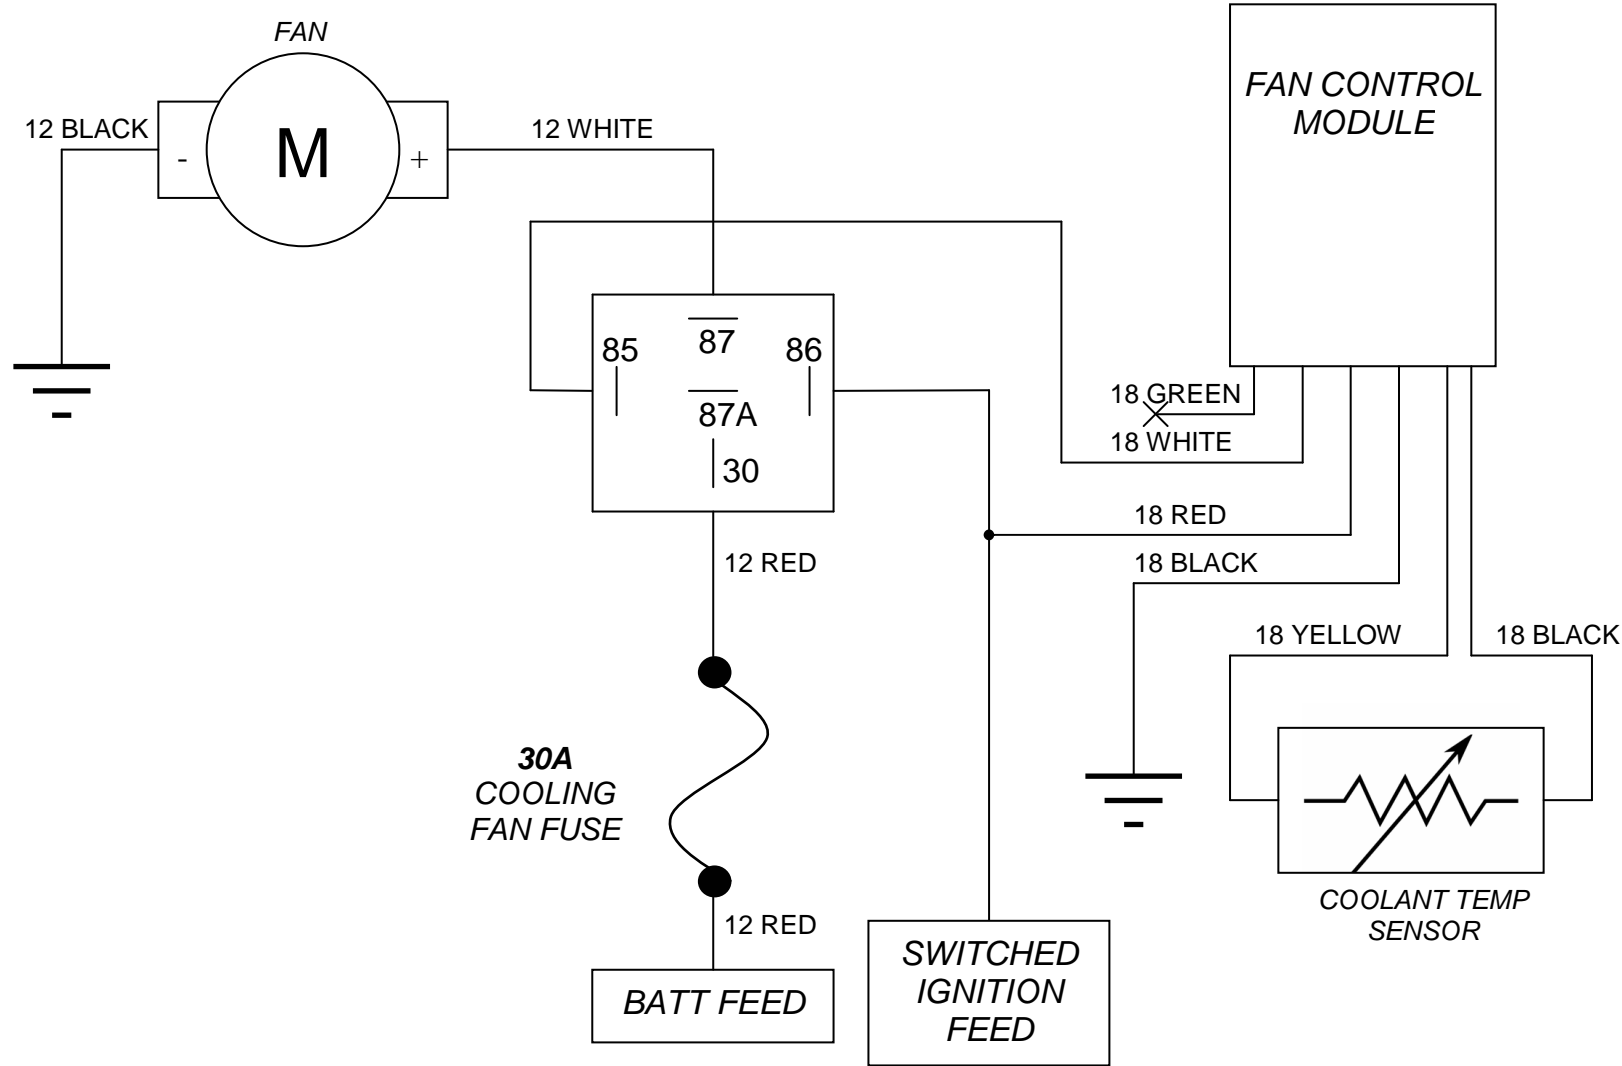 FAN
FAN CONTROL
MODULE
12 BLACK
12 WHITE
-
M
+
85
87
86
87A
30
18 GREEN
18 WHITE
18 RED
18 BLACK
12 RED
18 YELLOW
18 BLACK
30A
COOLING
FAN FUSE
COOLANT TEMP
SENSOR
12 RED
BATT FEED
SWITCHED
IGNITION
FEED